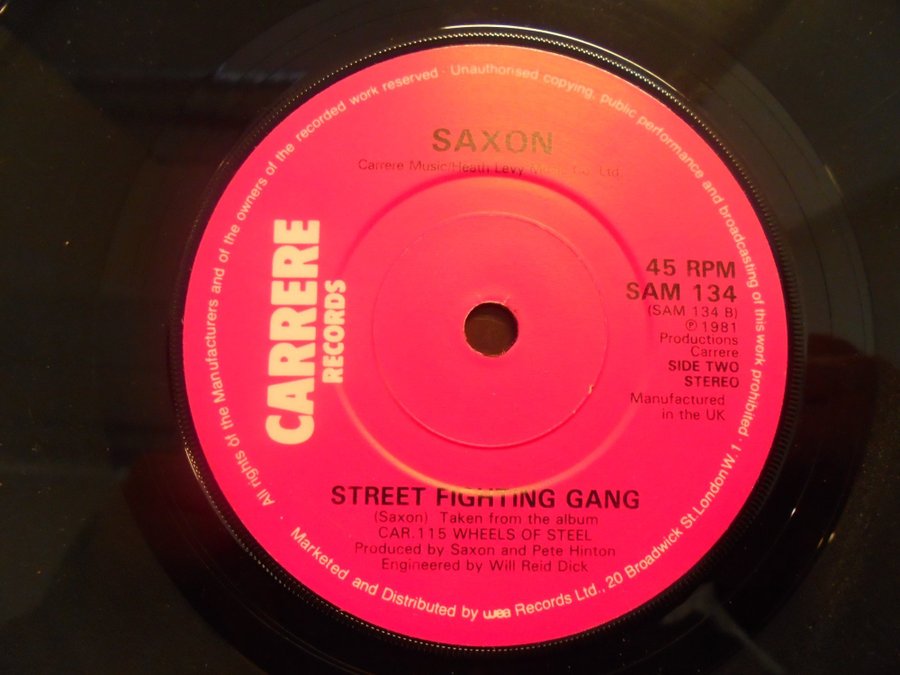 All rights of the Manufacturers and of the owners of the recorded work reserved · Unauthorised copying, public performance and broadcasting of this work prohibited ·
SAXON
Carrere Music/Heath Levy Music Co. Ltd.
CARRERE
RECORDS
45 RPM
SAM 134
(SAM 134 B)
℗ 1981
Productions
Carrere
SIDE TWO
STEREO
Manufactured
in the UK
STREET FIGHTING GANG
(Saxon) Taken from the album
CAR.115 WHEELS OF STEEL
Produced by Saxon and Pete Hinton
Engineered by Will Reid Dick
Marketed and Distributed by wea Records Ltd., 20 Broadwick St. London W.1.